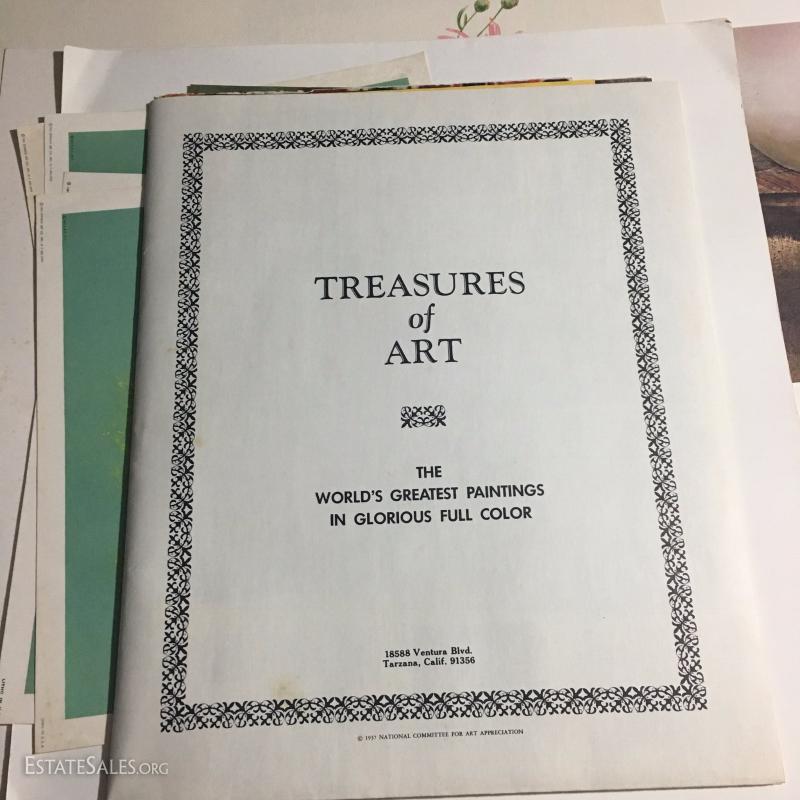 TREASURES
of
ART
THE
WORLD'S GREATEST PAINTINGS
IN GLORIOUS FULL COLOR
18588 Ventura Blvd.
Tarzana, Calif. 91356
© 1957 NATIONAL COMMITTEE FOR ART APPRECIATION
ESTATESALES.ORG